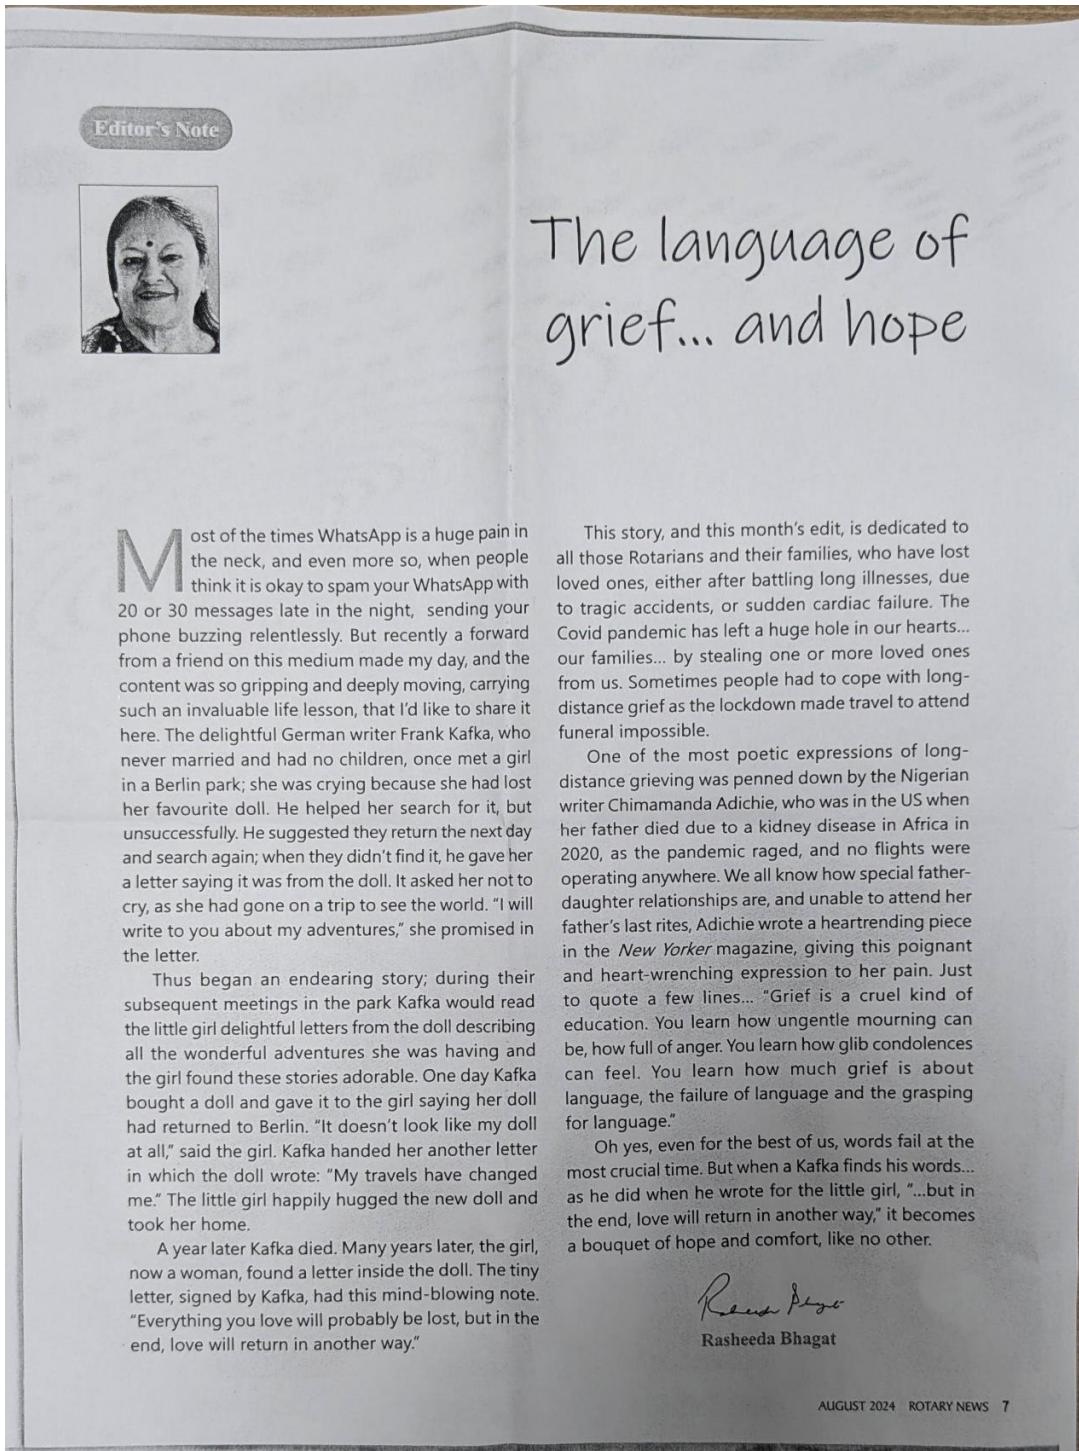 Editor's Note
The language of
grief... and hope
Most of the times WhatsApp is a huge pain in
the neck, and even more so, when people
think it is okay to spam your WhatsApp with
20 or 30 messages late in the night, sending your
phone buzzing relentlessly. But recently a forward
from a friend on this medium made my day, and the
content was so gripping and deeply moving, carrying
such an invaluable life lesson, that I'd like to share it
here. The delightful German writer Frank Kafka, who
never married and had no children, once met a girl
in a Berlin park; she was crying because she had lost
her favourite doll. He helped her search for it, but
unsuccessfully. He suggested they return the next day
and search again; when they didn't find it, he gave her
a letter saying it was from the doll. It asked her not to
cry, as she had gone on a trip to see the world. "I will
write to you about my adventures," she promised in
the letter.
Thus began an endearing story; during their
subsequent meetings in the park Kafka would read
the little girl delightful letters from the doll describing
all the wonderful adventures she was having and
the girl found these stories adorable. One day Kafka
bought a doll and gave it to the girl saying her doll
had returned to Berlin. "It doesn't look like my doll
at all," said the girl. Kafka handed her another letter
in which the doll wrote: "My travels have changed
me." The little girl happily hugged the new doll and
took her home.
A year later Kafka died. Many years later, the girl,
now a woman, found a letter inside the doll. The tiny
letter, signed by Kafka, had this mind-blowing note.
"Everything you love will probably be lost, but in the
end, love will return in another way."
This story, and this month's edit, is dedicated to
all those Rotarians and their families, who have lost
loved ones, either after battling long illnesses, due
to tragic accidents, or sudden cardiac failure. The
Covid pandemic has left a huge hole in our hearts...
our families... by stealing one or more loved ones
from us. Sometimes people had to cope with long-
distance grief as the lockdown made travel to attend
funeral impossible.
One of the most poetic expressions of long-
distance grieving was penned down by the Nigerian
writer Chimamanda Adichie, who was in the US when
her father died due to a kidney disease in Africa in
2020, as the pandemic raged, and no flights were
operating anywhere. We all know how special father-
daughter relationships are, and unable to attend her
father's last rites, Adichie wrote a heartrending piece
in the New Yorker magazine, giving this poignant
and heart-wrenching expression to her pain. Just
to quote a few lines... "Grief is a cruel kind of
education. You learn how ungentle mourning can
be, how full of anger. You learn how glib condolences
can feel. You learn how much grief is about
language, the failure of language and the grasping
for language."
Oh yes, even for the best of us, words fail at the
most crucial time. But when a Kafka finds his words...
as he did when he wrote for the little girl, "...but in
the end, love will return in another way," it becomes
a bouquet of hope and comfort, like no other.
Rasheeda Bhagat
Rasheeda Bhagat
AUGUST 2024 ROTARY NEWS 7